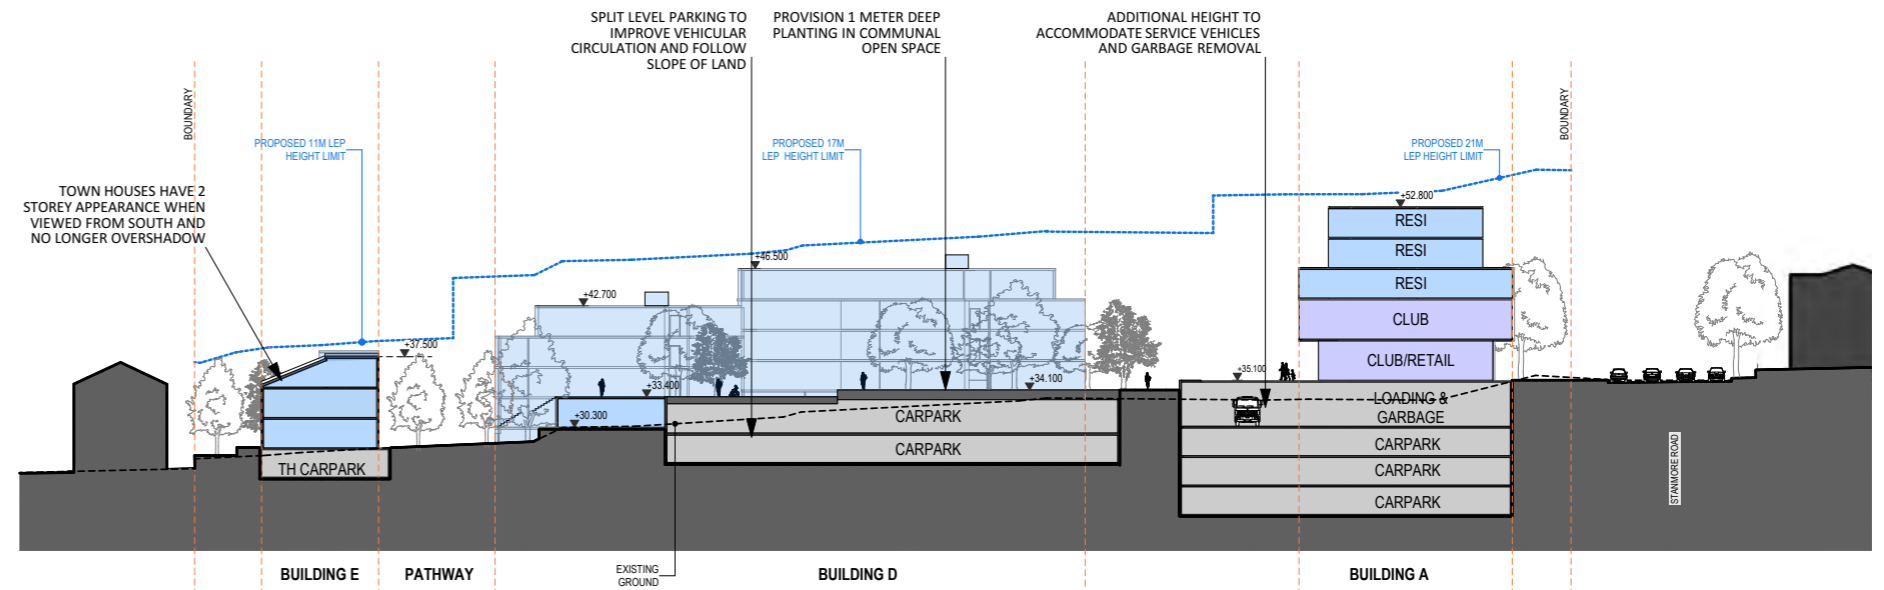 SPLIT LEVEL PARKING TO
IMPROVE VEHICULAR
CIRCULATION AND FOLLOW
SLOPE OF LAND
PROVISION 1 METER DEEP
PLANTING IN COMMUNAL
OPEN SPACE
ADDITIONAL HEIGHT TO
ACCOMMODATE SERVICE VEHICLES
AND GARBAGE REMOVAL
BOUNDARY
BOUNDARY
PROPOSED 11M LEP
HEIGHT LIMIT
PROPOSED 17M
LEP HEIGHT LIMIT
PROPOSED 21M
LEP HEIGHT LIMIT
TOWN HOUSES HAVE 2
STOREY APPEARANCE WHEN
VIEWED FROM SOUTH AND
NO LONGER OVERSHADOW
+52.800
RESI
RESI
RESI
CLUB
CLUB/RETAIL
+46.500
+42.700
+37.500
+33.400
+34.100
+35.100
+30.300
LOADING &
GARBAGE
CARPARK
CARPARK
CARPARK
CARPARK
CARPARK
TH CARPARK
STANMORE ROAD
EXISTING
GROUND
BUILDING E
PATHWAY
BUILDING D
BUILDING A